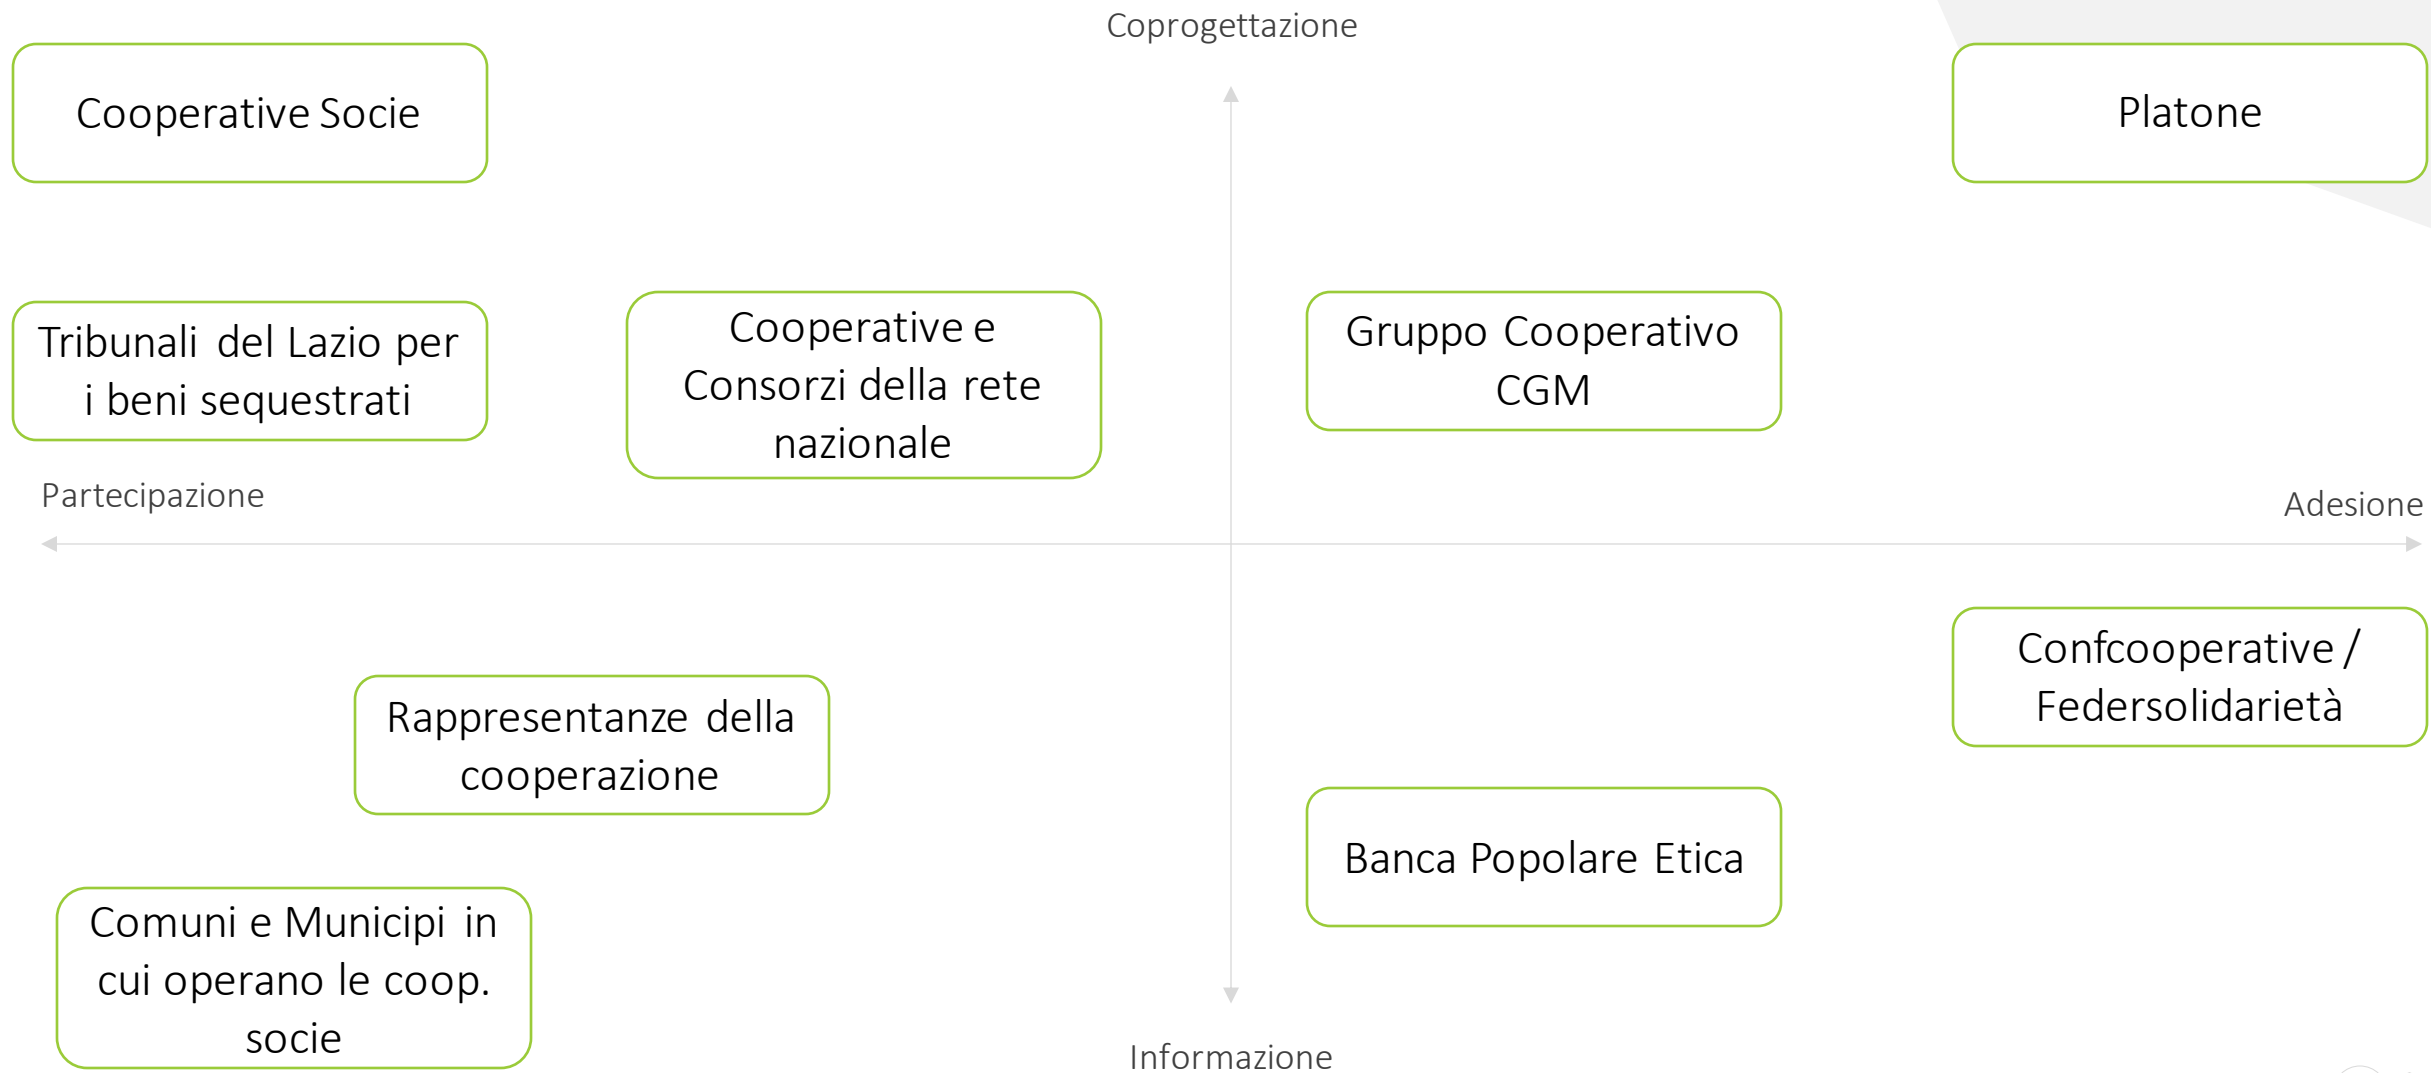 Coprogettazione
Cooperative Socie
Platone
Tribunali del Lazio per
i beni sequestrati
Cooperative e
Consorzi della rete
nazionale
Gruppo Cooperativo
CGM
Partecipazione
Adesione
Rappresentanze della
cooperazione
Confcooperative /
Federsolidarietà
Banca Popolare Etica
Comuni e Municipi in
cui operano le coop.
socie
Informazione